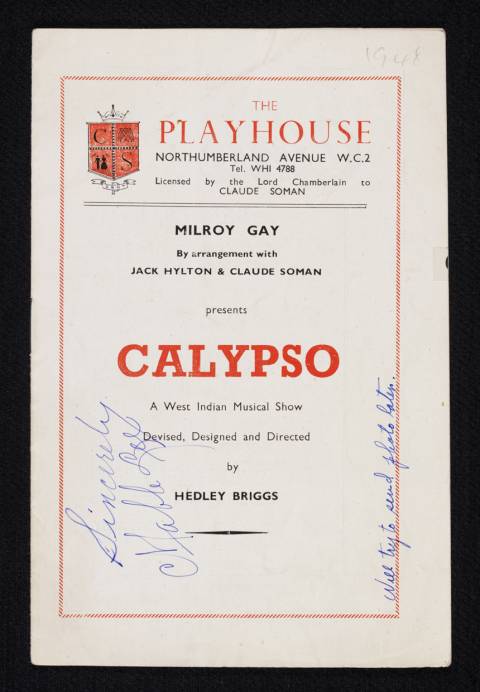 1948
THE
PLAYHOUSE
NORTHUMBERLAND AVENUE W.C.2
Tel. WHI 4788
Licensed by the Lord Chamberlain to
CLAUDE SOMAN
C
S
MILROY GAY
By arrangement with
JACK HYLTON & CLAUDE SOMAN
presents
CALYPSO
A West Indian Musical Show
Devised, Designed and Directed
by
HEDLEY BRIGGS
Sincerely
Mable Lee
Will try to send photo later.